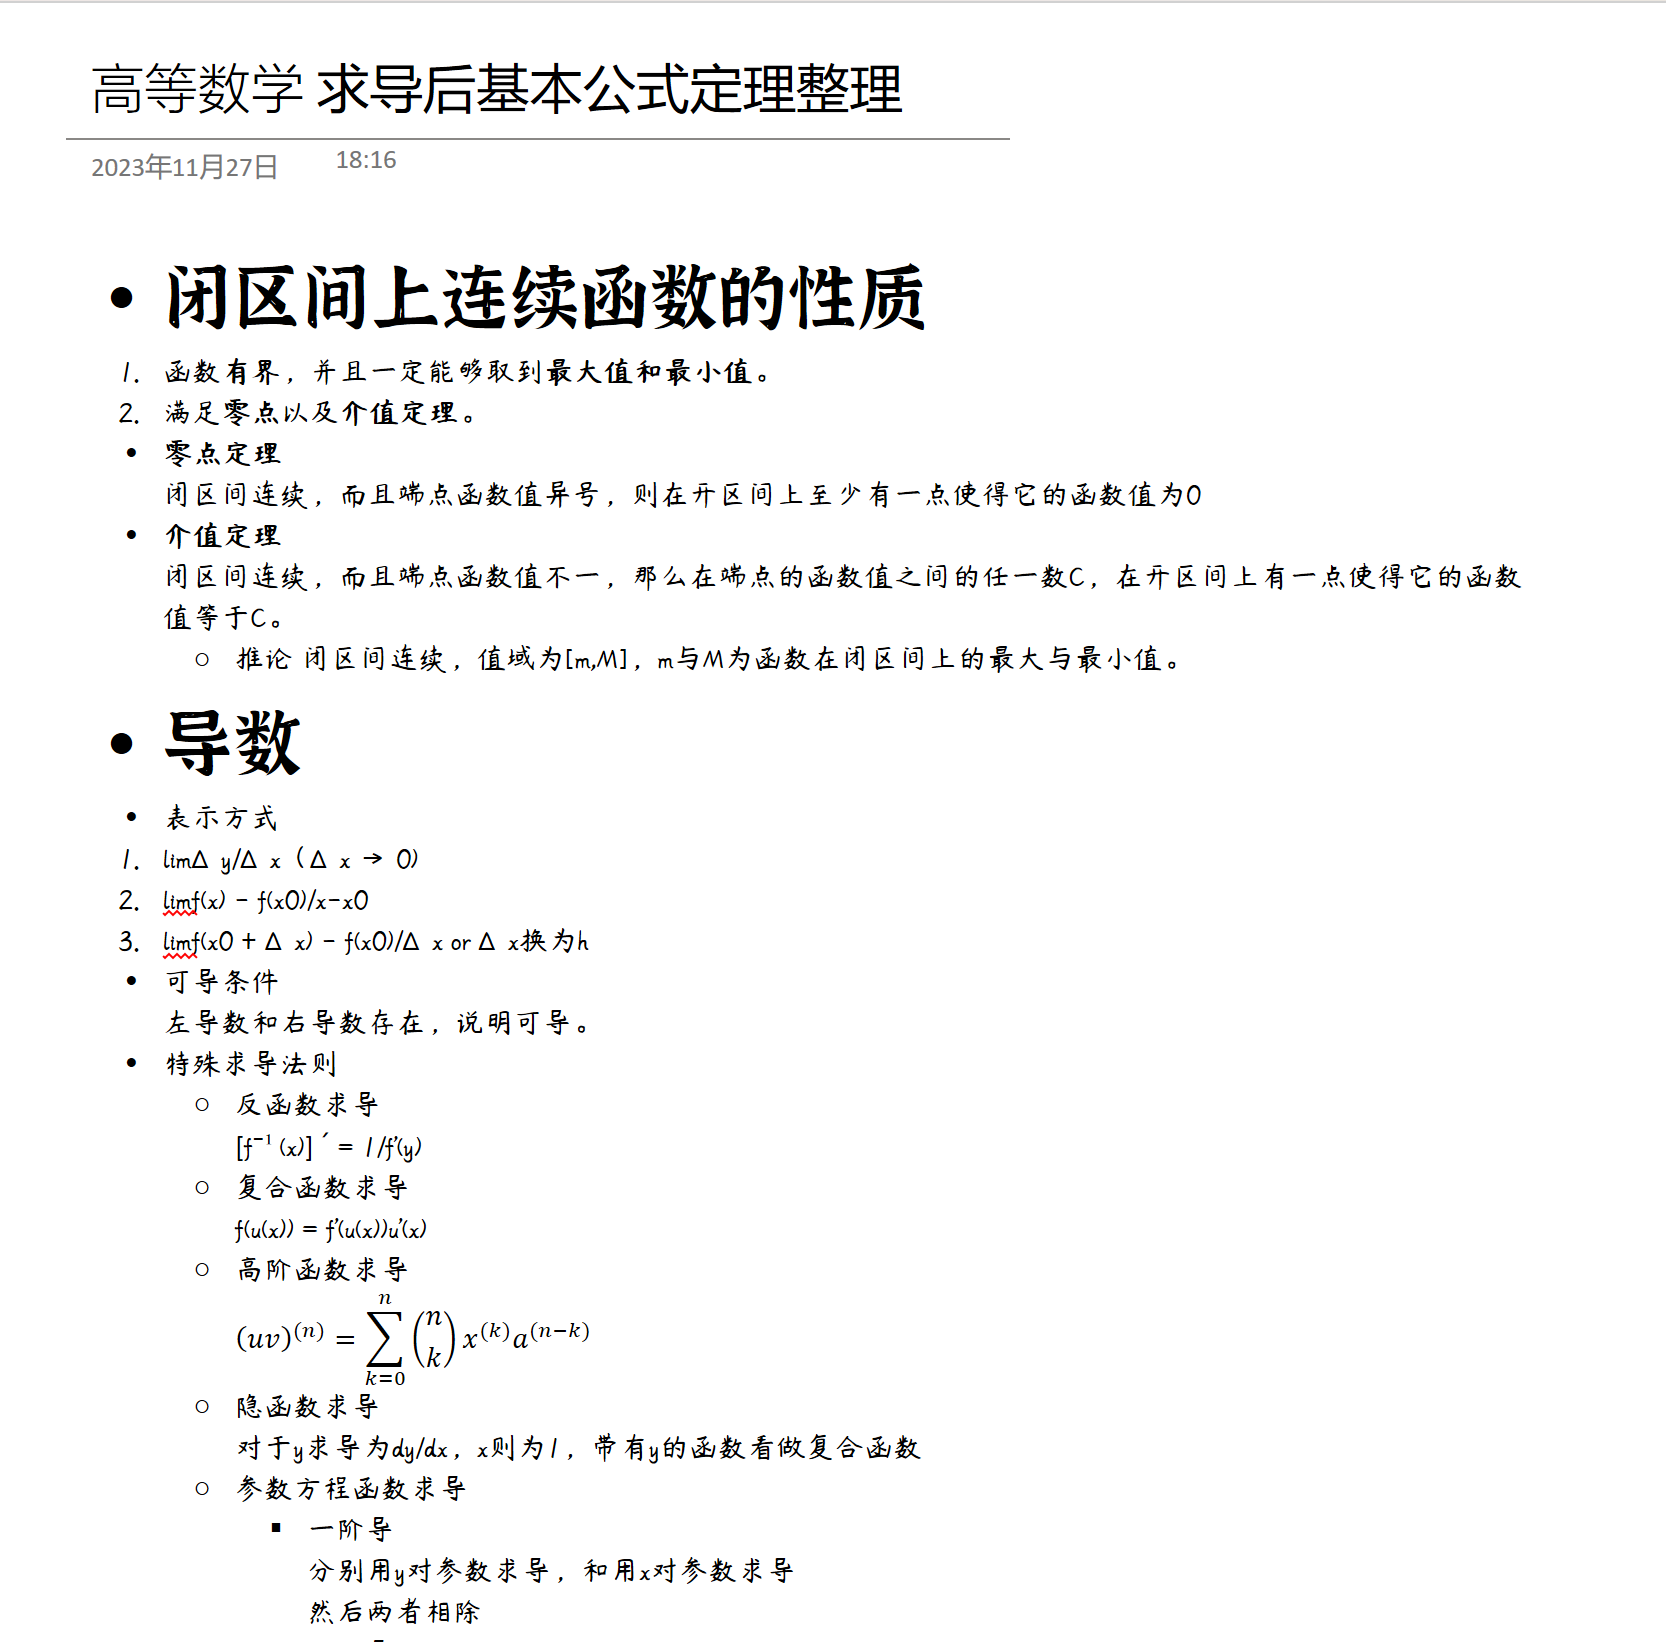 高等数学 求导后基本公式定理整理
2023年11月27日 18:16
• 闭区间上连续函数的性质
1. 函数有界，并且一定能够取到最大值和最小值。
2. 满足零点以及介值定理。
• 零点定理
闭区间连续，而且端点函数值异号，则在开区间上至少有一点使得它的函数值为0
• 介值定理
闭区间连续，而且端点函数值不一，那么在端点的函数值之间的任一数C，在开区间上有一点使得它的函数
值等于C。
○ 推论 闭区间连续，值域为[m,M]，m与M为函数在闭区间上的最大与最小值。
• 导数
• 表示方式
1. limΔ y/Δ x（Δ x → 0)
2. limf(x) - f(x0)/x-x0
3. limf(x0 + Δ x) - f(x0)/Δ x or Δ x换为h
• 可导条件
左导数和右导数存在，说明可导。
• 特殊求导法则
○ 反函数求导
[f⁻¹ (x)] ´ = 1/f'(y)
○ 复合函数求导
f(u(x)) = f'(u(x))u'(x)
○ 高阶函数求导
(uv)^{(n)} = \sum_{k=0}^{n} \binom{n}{k} x^{(k)} a^{(n-k)}
○ 隐函数求导
对于y求导为dy/dx，x则为1，带有y的函数看做复合函数
○ 参数方程函数求导
▪ 一阶导
分别用y对参数求导，和用x对参数求导
然后两者相除